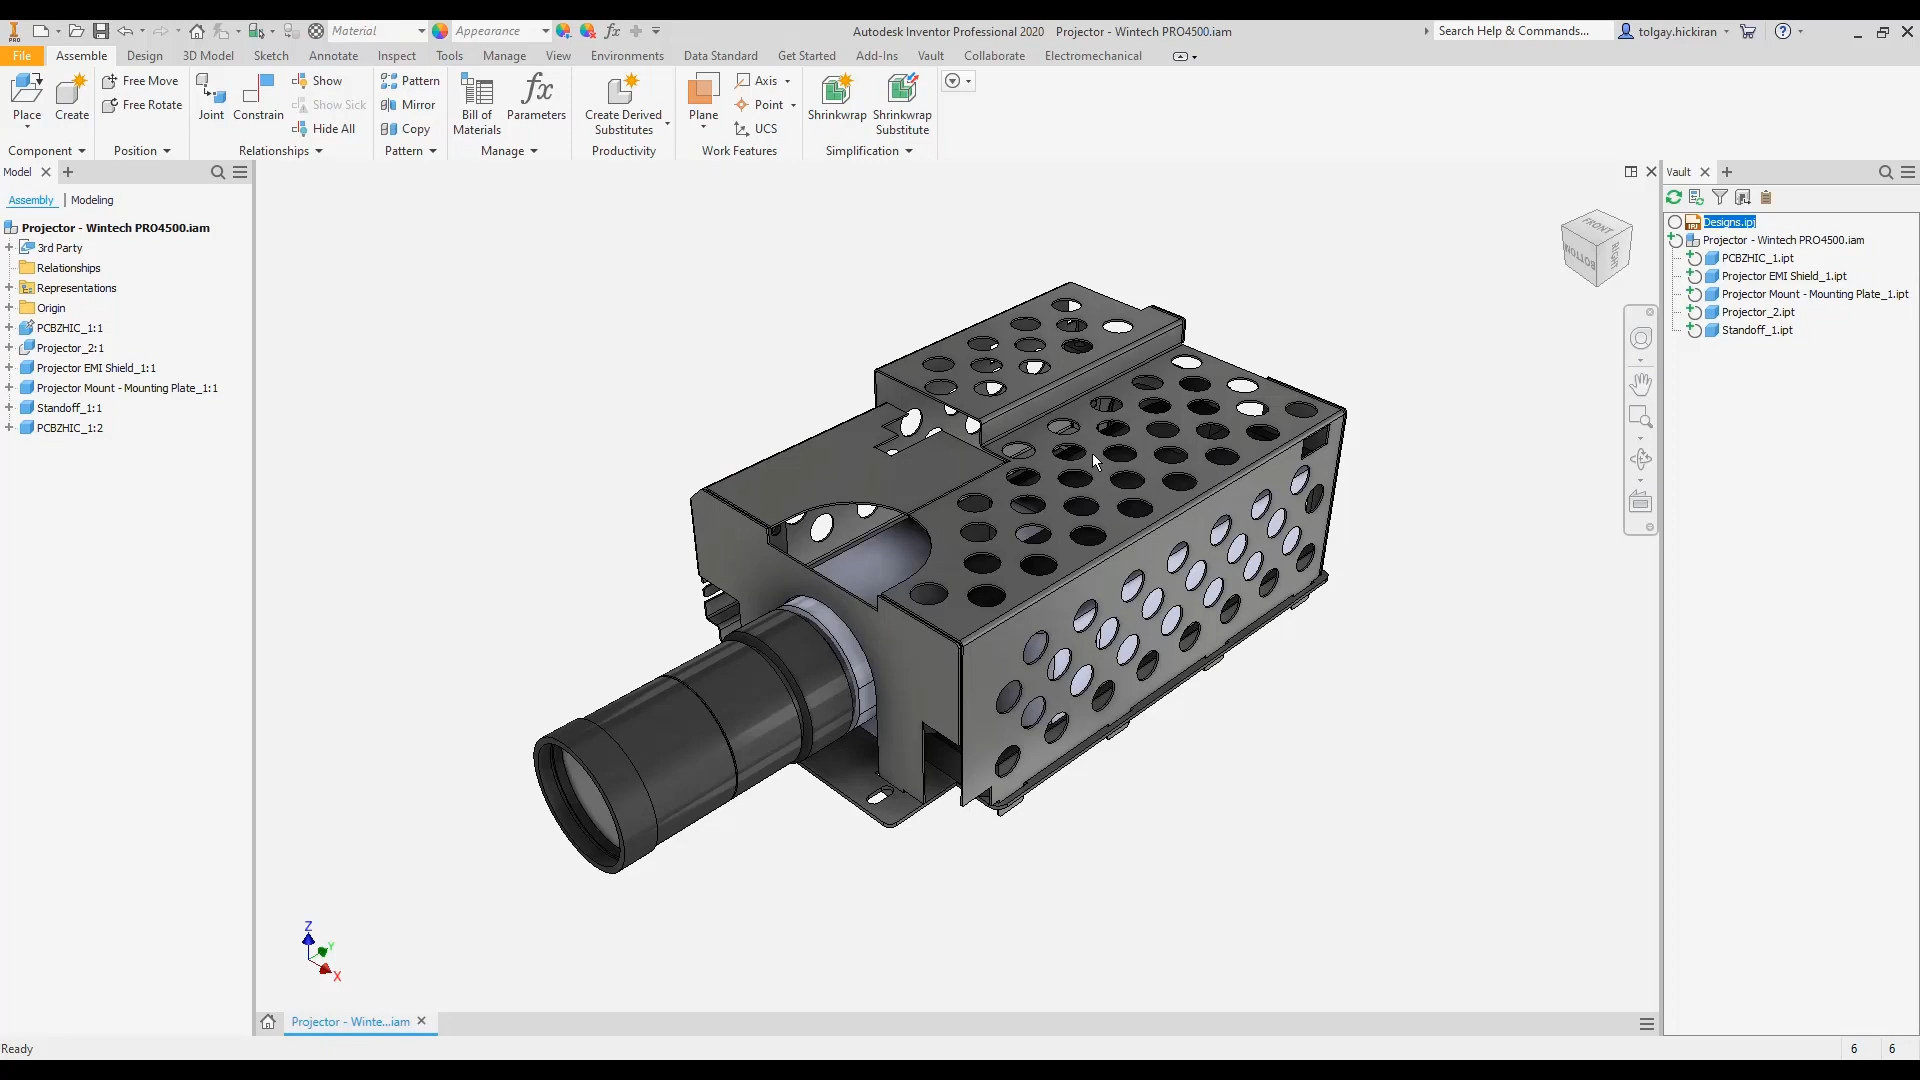 PRO
Material
Appearance
Autodesk Inventor Professional 2020 Projector - Wintech PRO4500.iam
Search Help & Commands...
tolgay.hickiran
File Assemble Design 3D Model Sketch Annotate Inspect Tools Manage View Environments Data Standard Get Started Add-Ins Vault Collaborate Electromechanical
Place
Create
Free Move
Free Rotate
Joint
Constrain
Show
Show Sick
Hide All
Pattern
Mirror
Copy
Bill of
Materials
Parameters
Create Derived
Substitutes
Plane
Axis
Point
UCS
Shrinkwrap
Shrinkwrap
Substitute
Component Position Relationships Pattern Manage Productivity Work Features Simplification
Model
Assembly | Modeling
Projector - Wintech PRO4500.iam
3rd Party
Relationships
Representations
Origin
PCBZHIC_1:1
Projector_2:1
Projector EMI Shield_1:1
Projector Mount - Mounting Plate_1:1
Standoff_1:1
PCBZHIC_1:2
FRONT
BOTTOM
RIGHT
Vault
Designs.ipj
Projector - Wintech PRO4500.iam
PCBZHIC_1.ipt
Projector EMI Shield_1.ipt
Projector Mount - Mounting Plate_1.ipt
Projector_2.ipt
Standoff_1.ipt
Z
Y
X
Projector - Winte...iam
Ready
6 6